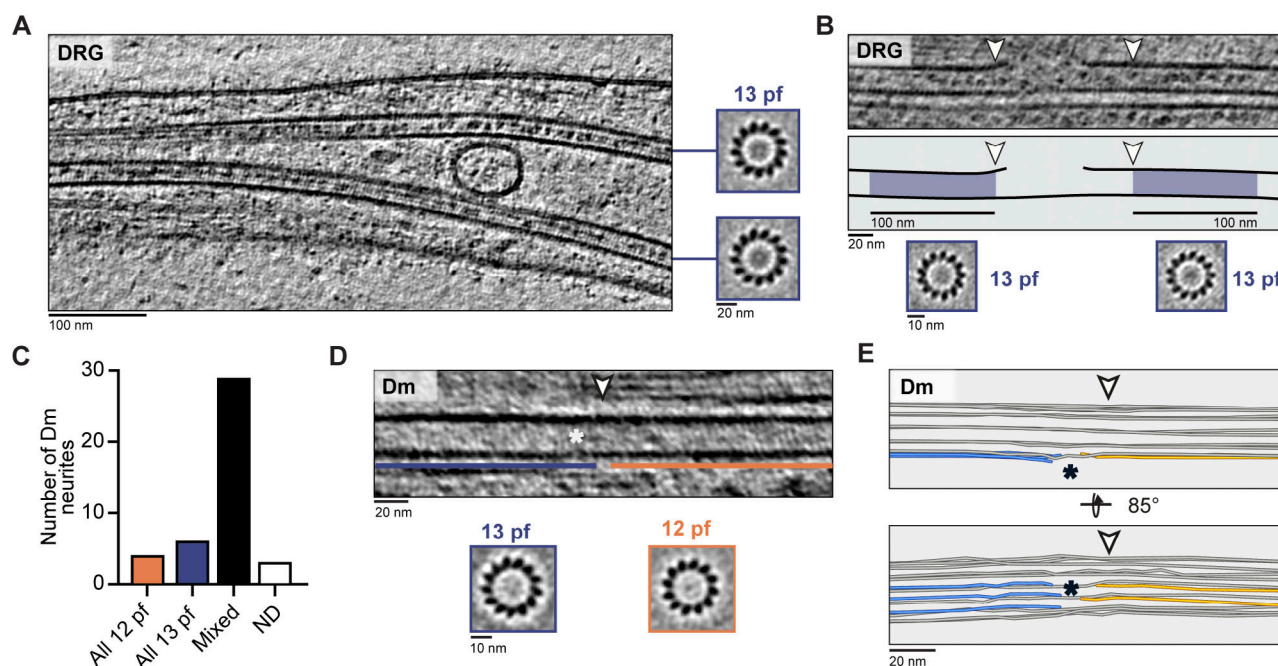 A
DRG
100 nm
13 pf
20 nm
B
DRG
100 nm
100 nm
20 nm
13 pf
13 pf
10 nm
C
Number of Dm
neurites
30
20
10
0
All 12 pf
All 13 pf
Mixed
ND
D
Dm
*
20 nm
13 pf
12 pf
10 nm
E
Dm
*
85°
*
20 nm